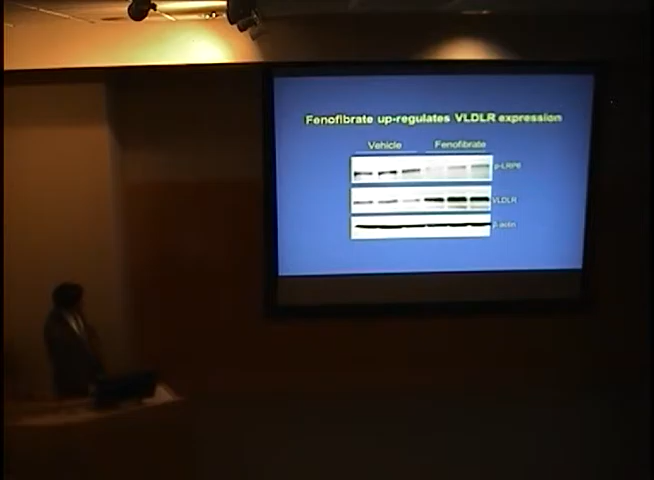 Fenofibrate up-regulates VLDLR expression
Vehicle Fenofibrate
p-LRP6
VLDLR
β-actin